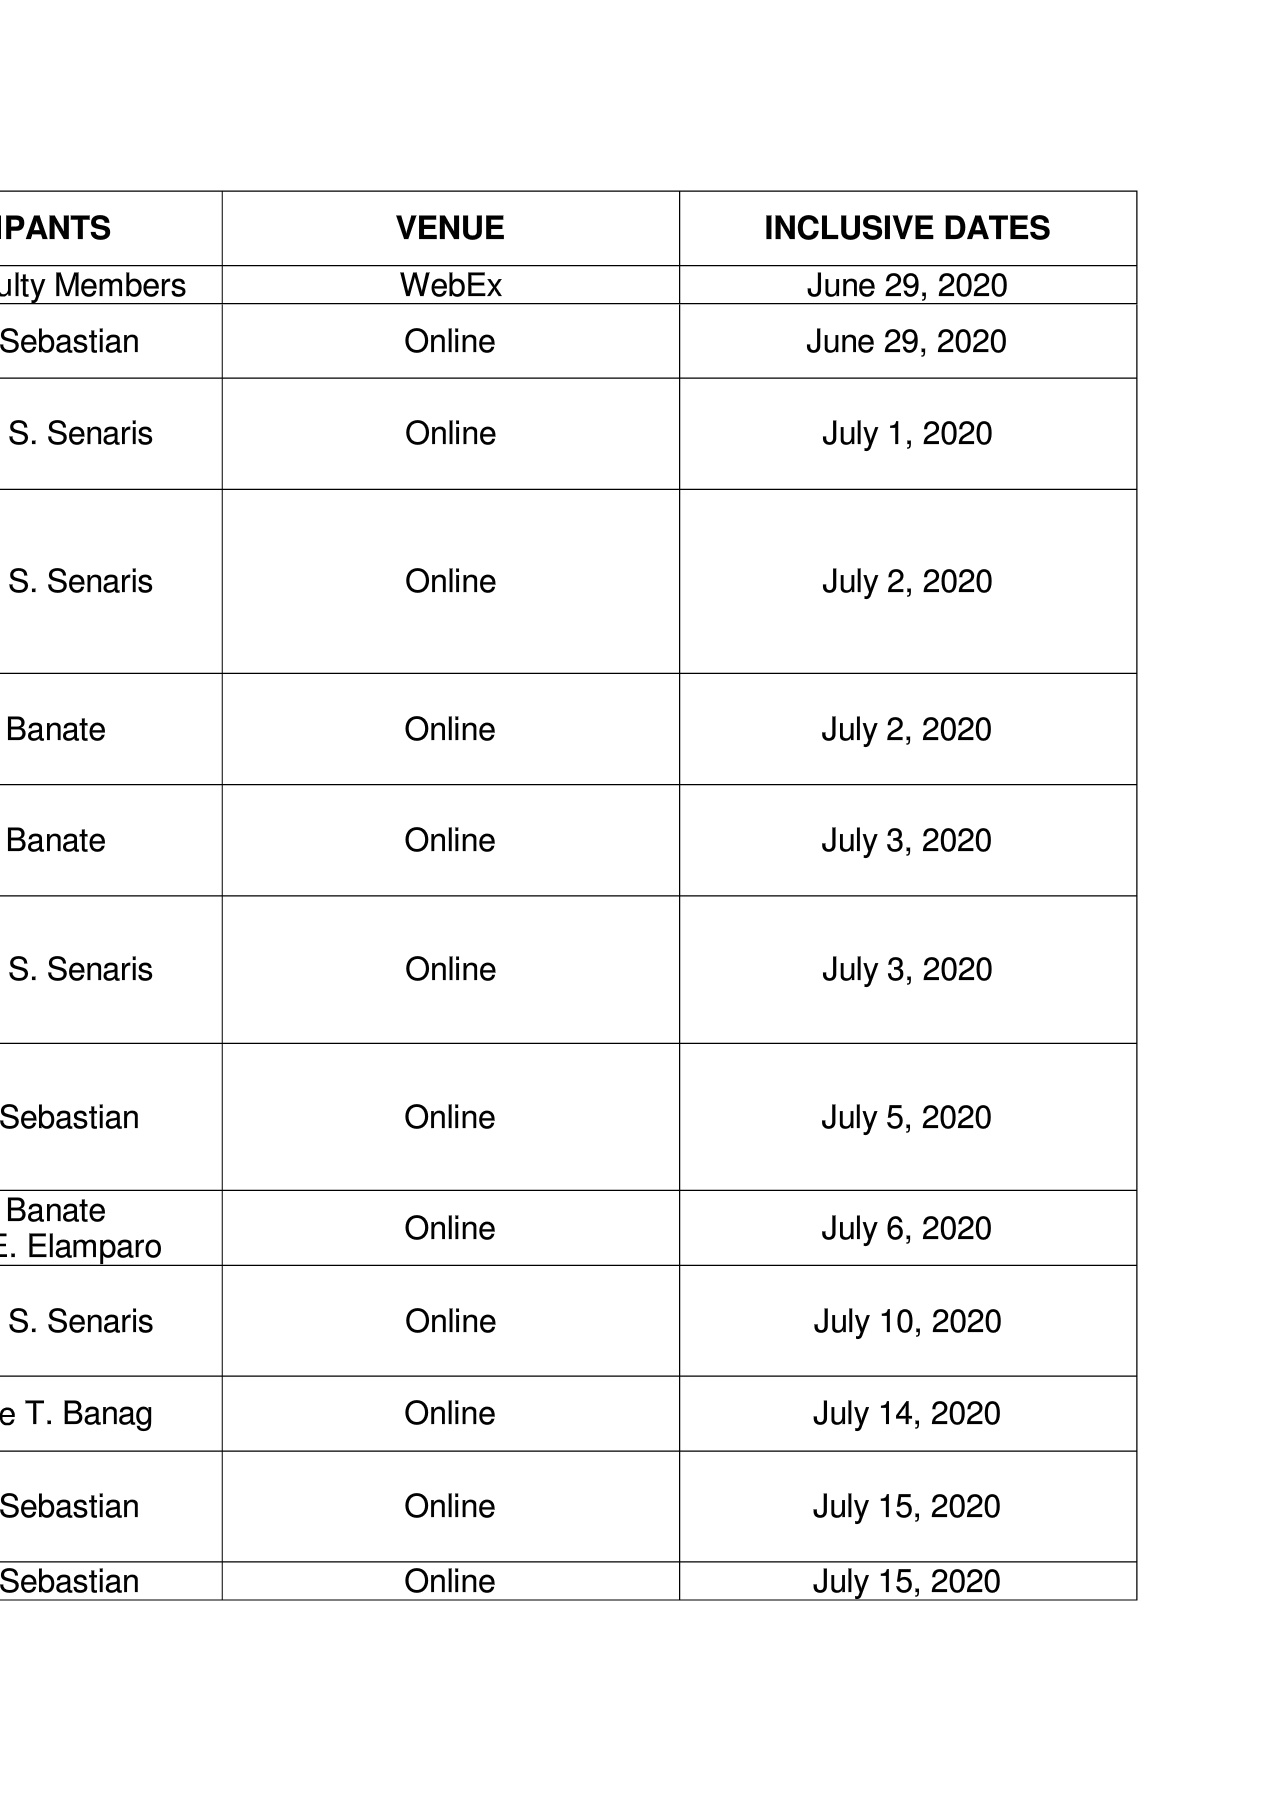 IPANTS VENUE INCLUSIVE DATES
ulty Members WebEx June 29, 2020
Sebastian Online June 29, 2020
S. Senaris Online July 1, 2020
S. Senaris Online July 2, 2020
Banate Online July 2, 2020
Banate Online July 3, 2020
S. Senaris Online July 3, 2020
Sebastian Online July 5, 2020
Banate
E. Elamparo Online July 6, 2020
S. Senaris Online July 10, 2020
e T. Banag Online July 14, 2020
Sebastian Online July 15, 2020
Sebastian Online July 15, 2020